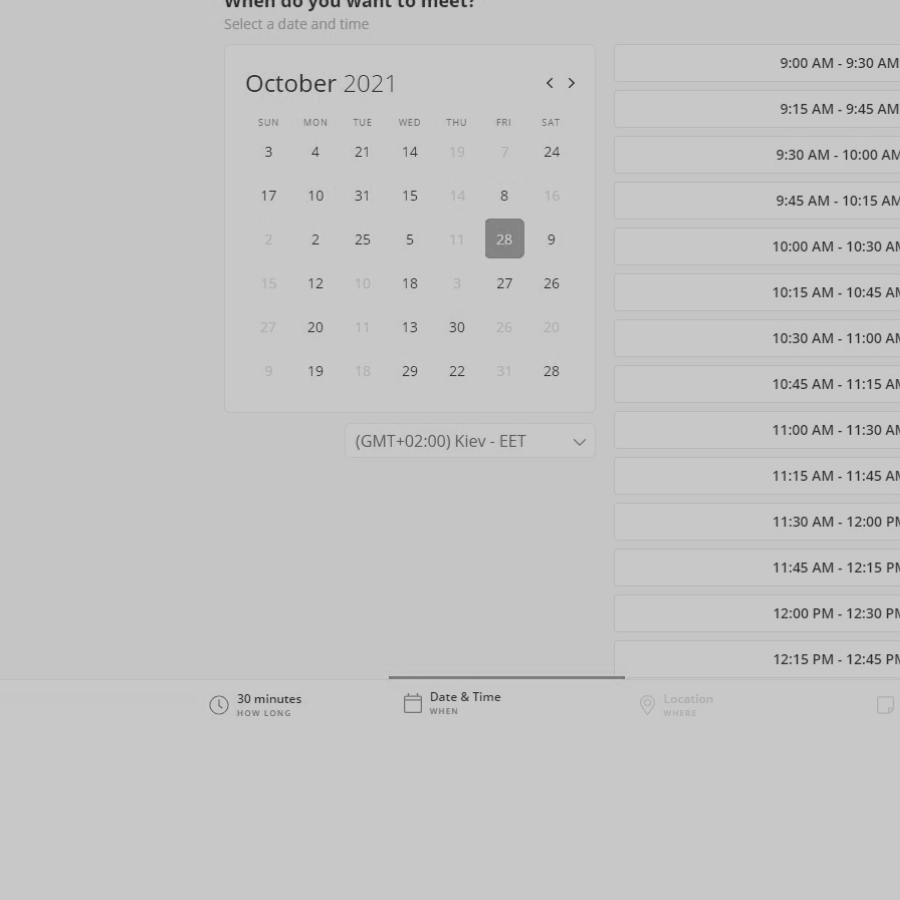 When do you want to meet?
Select a date and time
October 2021
SUN MON TUE WED THU FRI SAT
3 4 21 14 19 7 24
17 10 31 15 14 8 16
2 2 25 5 11 28 9
15 12 10 18 3 27 26
27 20 11 13 30 26 20
9 19 18 29 22 31 28
(GMT+02:00) Kiev - EET
9:00 AM - 9:30 AM
9:15 AM - 9:45 AM
9:30 AM - 10:00 AM
9:45 AM - 10:15 AM
10:00 AM - 10:30 AM
10:15 AM - 10:45 AM
10:30 AM - 11:00 AM
10:45 AM - 11:15 AM
11:00 AM - 11:30 AM
11:15 AM - 11:45 AM
11:30 AM - 12:00 PM
11:45 AM - 12:15 PM
12:00 PM - 12:30 PM
12:15 PM - 12:45 PM
30 minutes
HOW LONG
Date & Time
WHEN
Location
WHERE